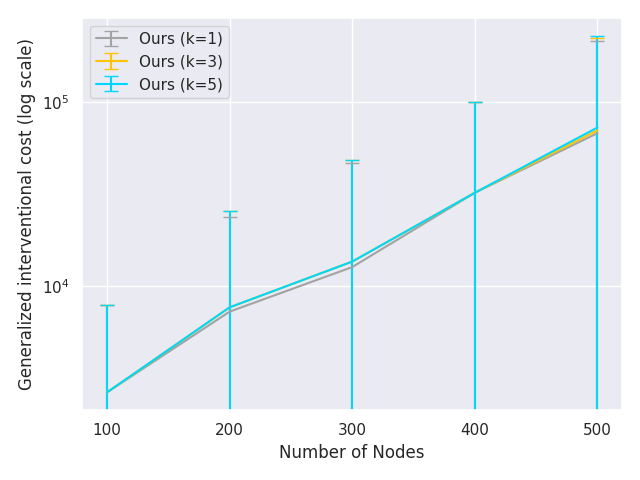 Generalized interventional cost (log scale)
10^5
10^4
Ours (k=1)
Ours (k=3)
Ours (k=5)
100 200 300 400 500
Number of Nodes